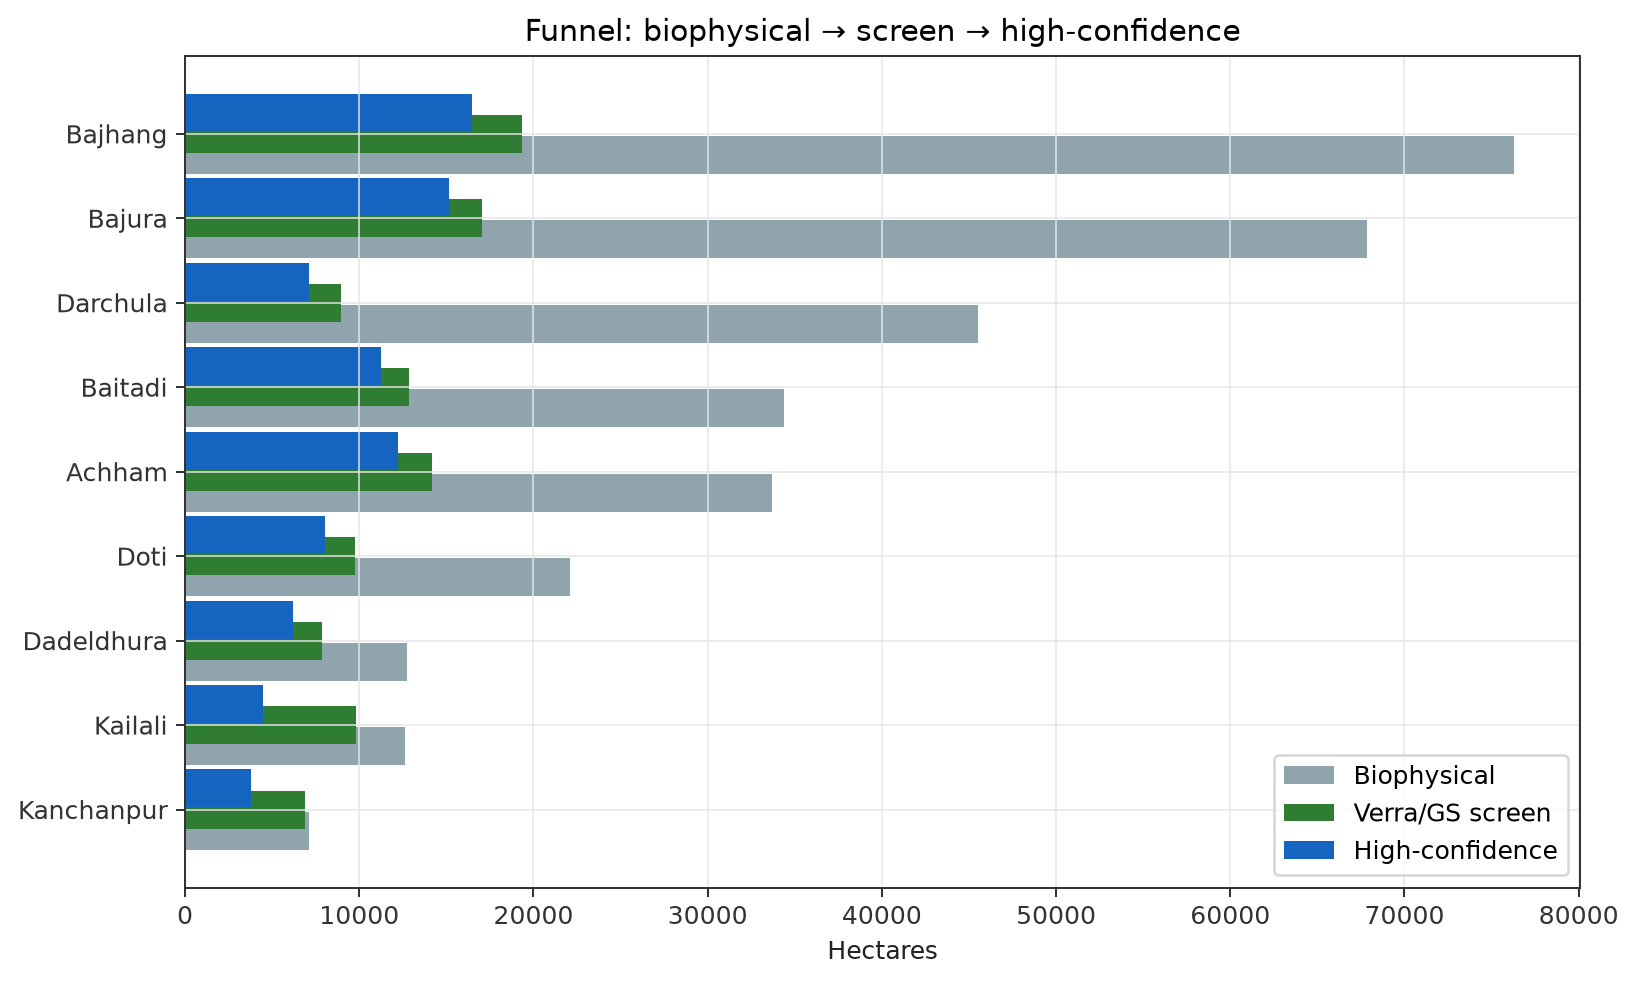 Funnel: biophysical → screen → high-confidence
Bajhang
Bajura
Darchula
Baitadi
Achham
Doti
Dadeldhura
Kailali
Kanchanpur
Biophysical
Verra/GS screen
High-confidence
0 10000 20000 30000 40000 50000 60000 70000 80000
Hectares